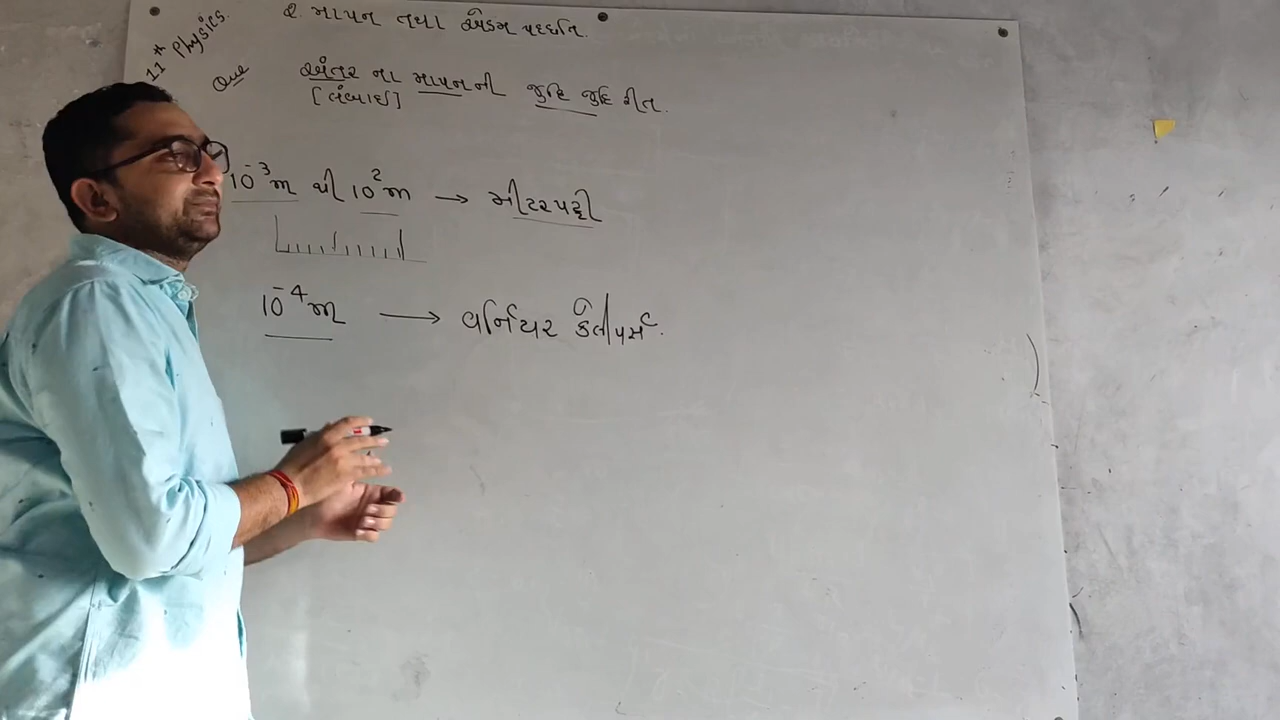 11th Physics.
૨. માપન તથા એકમ પદ્ધતિ.
Que અંતર ના માપનની જુદિ જુદિ રીત.
[લંબાઈ]
10⁻³m થી 10²m → મીટરપટ્ટી
10⁻⁴m → વર્નિયર કેલીપર્સ.